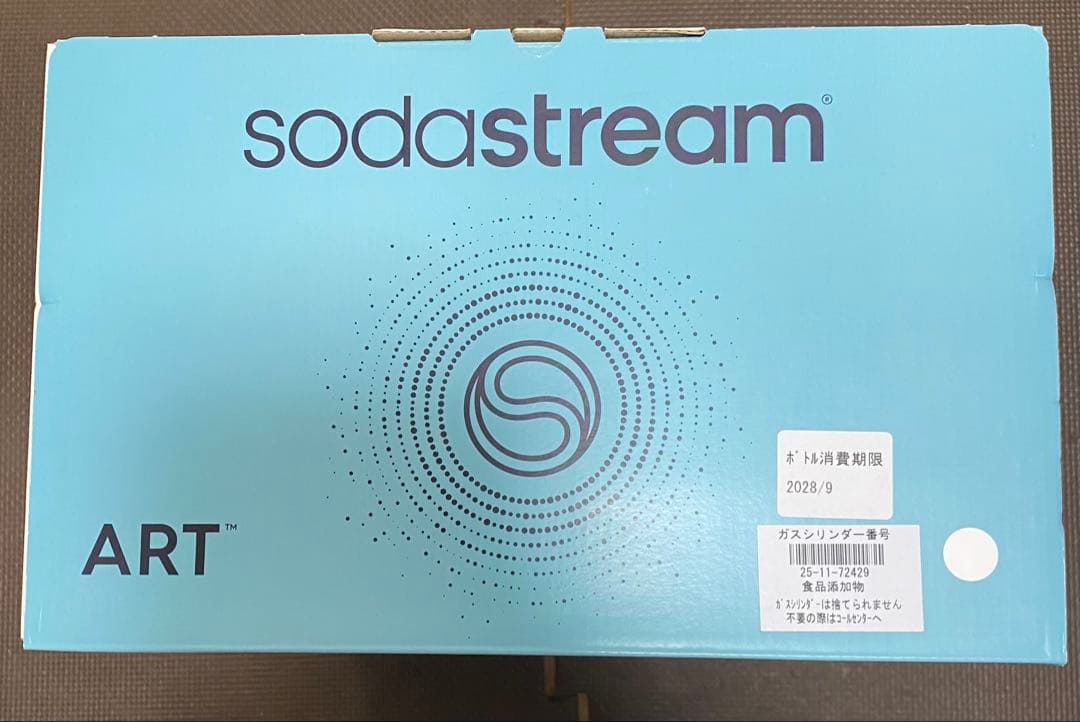 sodastream®
ART™
ﾎﾞﾄﾙ消費期限
2028/9
ガスシリンダー番号
25-11-72429
食品添加物
ｶﾞｽｼﾘﾝﾀﾞｰは捨てられません
不要の際はｺｰﾙｾﾝﾀｰへ